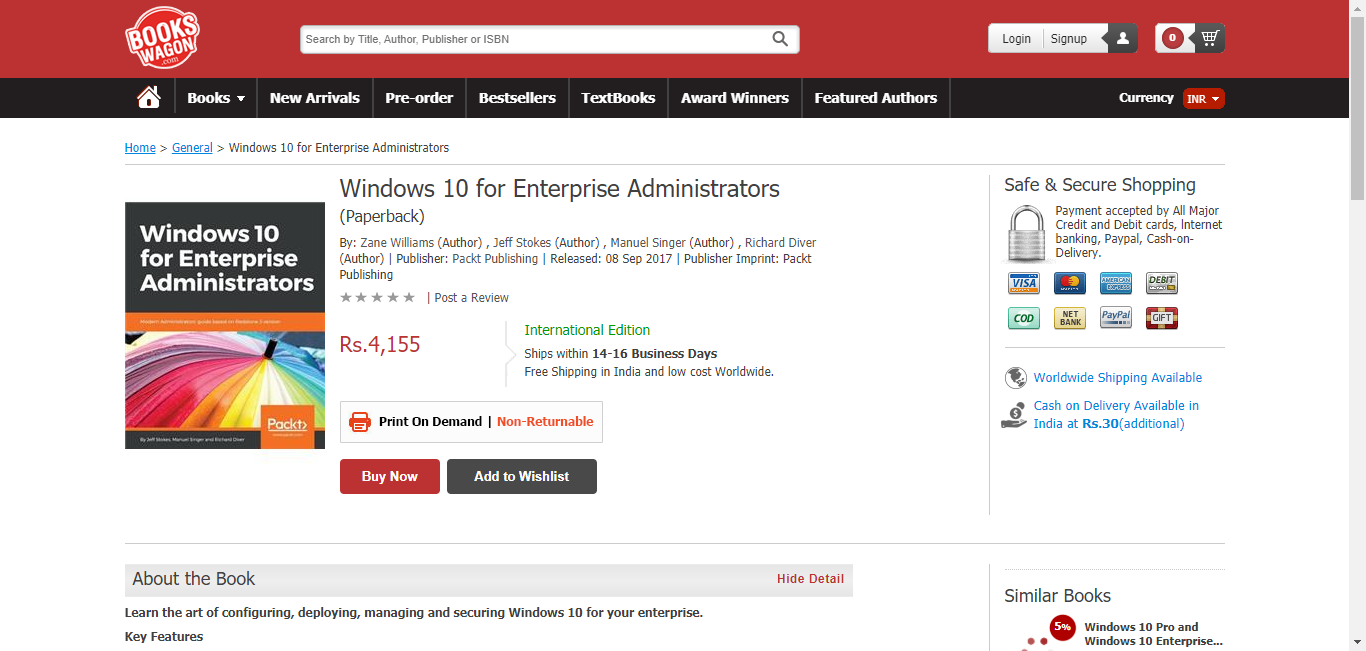 BOOKS
WAGON
.com
Search by Title, Author, Publisher or ISBN
Login Signup
0
Books New Arrivals Pre-order Bestsellers TextBooks Award Winners Featured Authors
Currency INR
Home > General > Windows 10 for Enterprise Administrators
Windows 10
for Enterprise
Administrators
Modern Administrators' guide based on Redstone 3 version
Packt>
By Jeff Stokes, Manuel Singer and Richard Diver
Windows 10 for Enterprise Administrators
(Paperback)
By: Zane Williams (Author) , Jeff Stokes (Author) , Manuel Singer (Author) , Richard Diver
(Author) | Publisher: Packt Publishing | Released: 08 Sep 2017 | Publisher Imprint: Packt
Publishing
| Post a Review
Rs.4,155
International Edition
Ships within 14-16 Business Days
Free Shipping in India and low cost Worldwide.
Print On Demand | Non-Returnable
Buy Now Add to Wishlist
Safe & Secure Shopping
Payment accepted by All Major
Credit and Debit cards, Internet
banking, Paypal, Cash-on-
Delivery.
VISA AMERICAN EXPRESS DEBIT
COD NET BANK PayPal GIFT
$
Worldwide Shipping Available
Cash on Delivery Available in
India at Rs.30(additional)
About the Book Hide Detail
Learn the art of configuring, deploying, managing and securing Windows 10 for your enterprise.
Key Features
Similar Books
5%
Windows 10 Pro and
Windows 10 Enterprise...